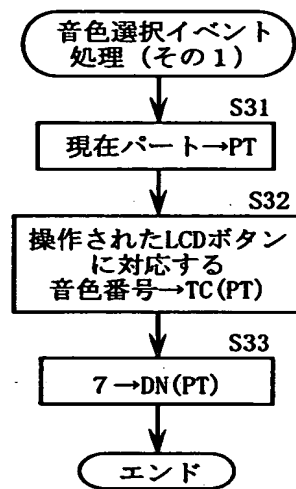 音色選択イベント
処理（その１）
S31
現在パート→PT
S32
操作されたLCDボタン
に対応する
音色番号→TC(PT)
S33
７→DN(PT)
エンド